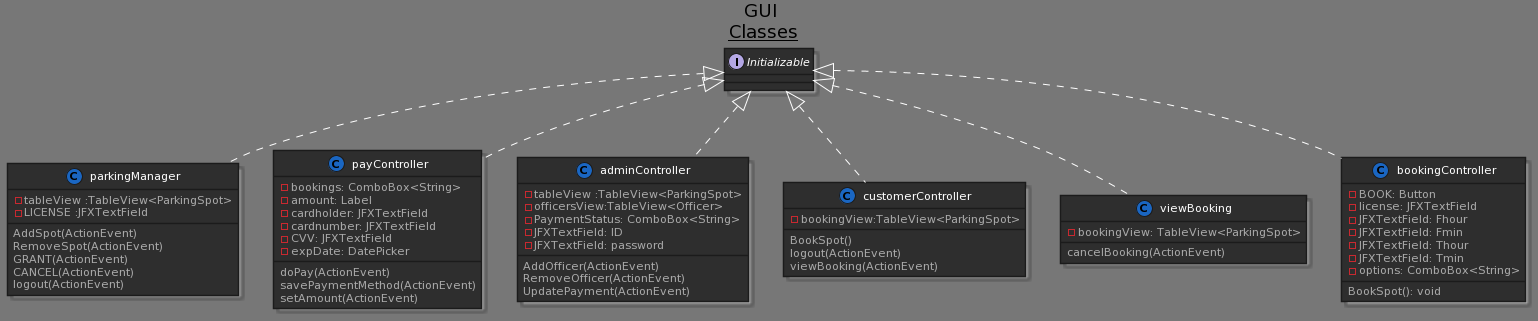 GUI
Classes
I Initializable
C parkingManager
tableView :TableView<ParkingSpot>
LICENSE :JFXTextField
AddSpot(ActionEvent)
RemoveSpot(ActionEvent)
GRANT(ActionEvent)
CANCEL(ActionEvent)
logout(ActionEvent)
C payController
bookings: ComboBox<String>
amount: Label
cardholder: JFXTextField
cardnumber: JFXTextField
CVV: JFXTextField
expDate: DatePicker
doPay(ActionEvent)
savePaymentMethod(ActionEvent)
setAmount(ActionEvent)
C adminController
tableView :TableView<ParkingSpot>
officersView:TableView<Officer>
PaymentStatus: ComboBox<String>
JFXTextField: ID
JFXTextField: password
AddOfficer(ActionEvent)
RemoveOfficer(ActionEvent)
UpdatePayment(ActionEvent)
C customerController
bookingView:TableView<ParkingSpot>
BookSpot()
logout(ActionEvent)
viewBooking(ActionEvent)
C viewBooking
bookingView: TableView<ParkingSpot>
cancelBooking(ActionEvent)
C bookingController
BOOK: Button
license: JFXTextField
JFXTextField: Fhour
JFXTextField: Fmin
JFXTextField: Thour
JFXTextField: Tmin
options: ComboBox<String>
BookSpot(): void